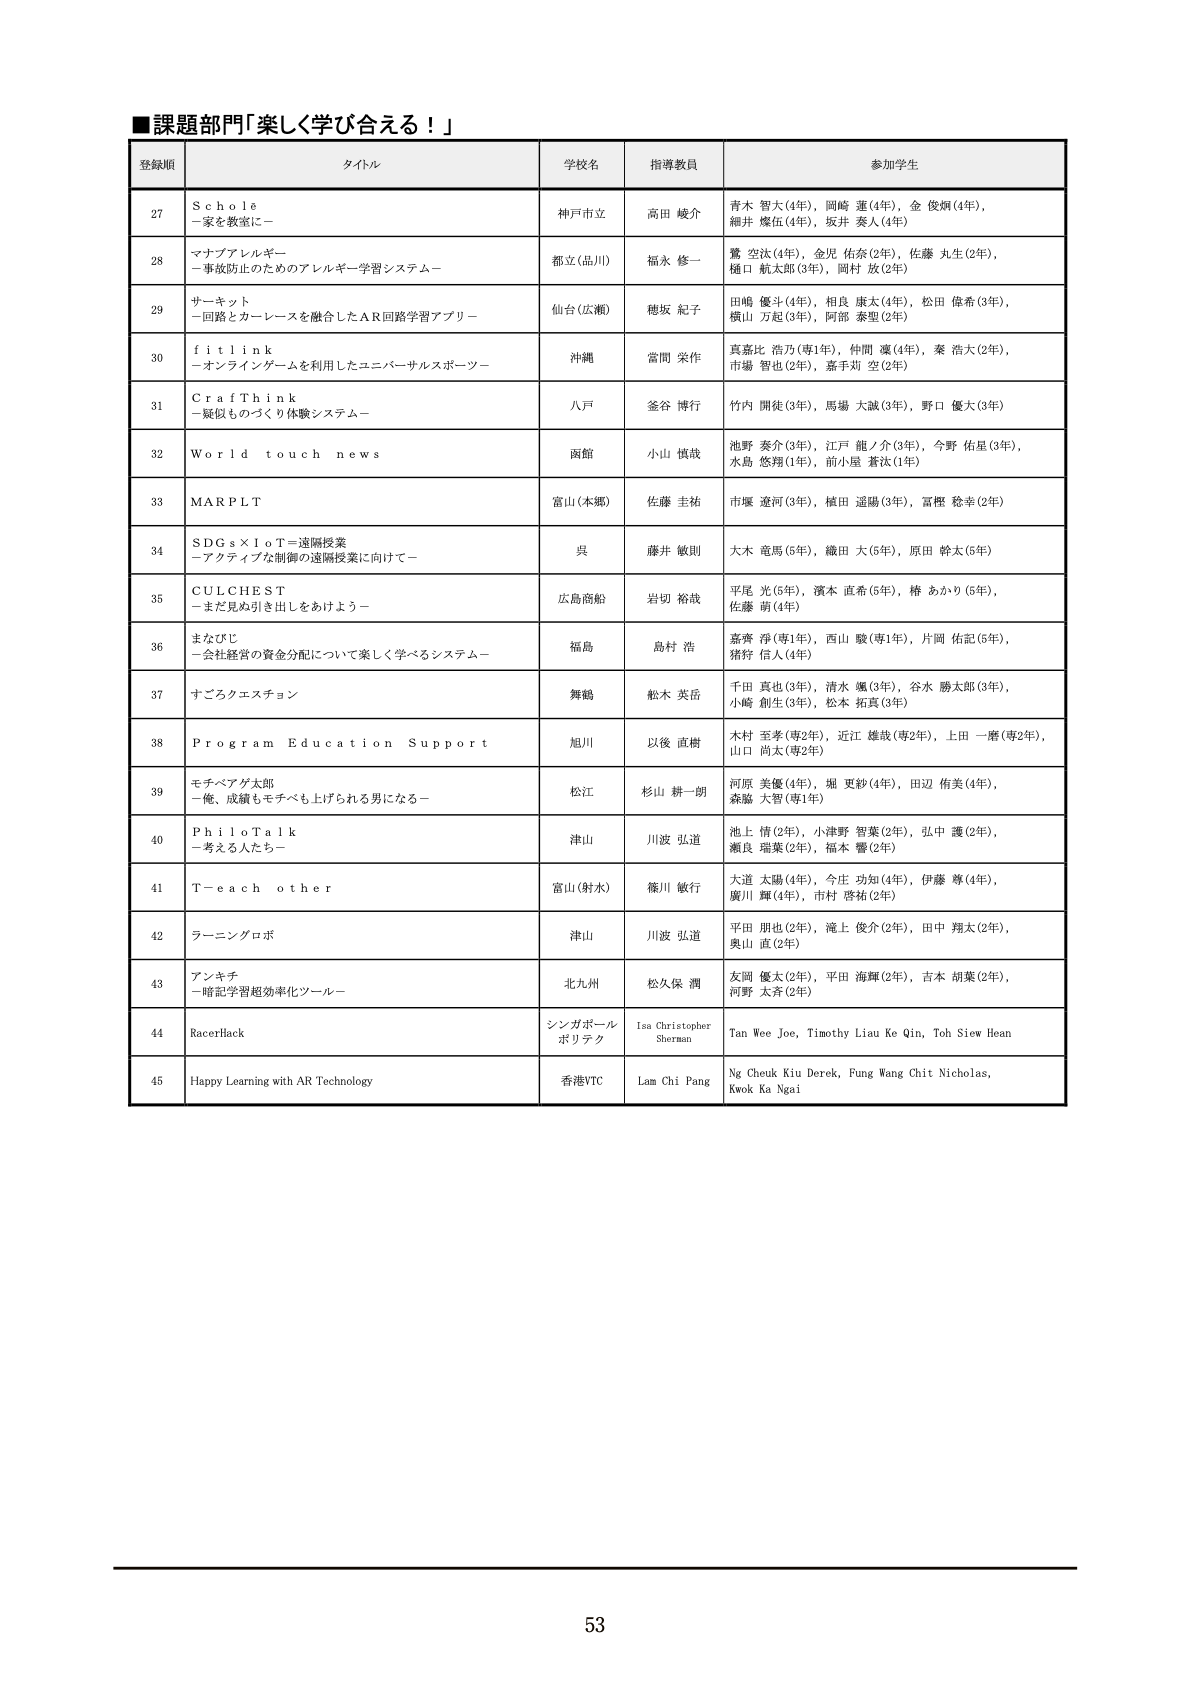 ■課題部門「楽しく学び合える！」
登録順 タイトル 学校名 指導教員 参加学生
27 Ｓｃｈｏｌē －家を教室に－ 神戸市立 高田 崚介 青木 智大(4年), 岡崎 蓮(4年), 金 俊炯(4年),
細井 燦伍(4年), 坂井 奏人(4年)
28 マナブアレルギー －事故防止のためのアレルギー学習システム－ 都立(品川) 福永 修一 鷺 空汰(4年), 金児 佑奈(2年), 佐藤 丸生(2年),
樋口 航太郎(3年), 岡村 放(2年)
29 サーキット －回路とカーレースを融合したＡＲ回路学習アプリ－ 仙台(広瀬) 穂坂 紀子 田嶋 優斗(4年), 相良 康太(4年), 松田 偉希(3年),
横山 万起(3年), 阿部 泰聖(2年)
30 ｆｉｔｌｉｎｋ －オンラインゲームを利用したユニバーサルスポーツ－ 沖縄 當間 栄作 真嘉比 浩乃(専1年), 仲間 凜(4年), 秦 浩大(2年),
市場 智也(2年), 嘉手苅 空(2年)
31 ＣｒａｆＴｈｉｎｋ －疑似ものづくり体験システム－ 八戸 釜谷 博行 竹内 開徒(3年), 馬場 大誠(3年), 野口 優大(3年)
32 Ｗｏｒｌｄ　ｔｏｕｃｈ　ｎｅｗｓ 函館 小山 慎哉 池野 奏介(3年), 江戸 龍ノ介(3年), 今野 佑星(3年),
水島 悠翔(1年), 前小屋 蒼汰(1年)
33 ＭＡＲＰＬＴ 富山(本郷) 佐藤 圭祐 市堰 遼河(3年), 植田 遥陽(3年), 冨樫 稔幸(2年)
34 ＳＤＧｓ×ＩｏＴ＝遠隔授業 －アクティブな制御の遠隔授業に向けて－ 呉 藤井 敏則 大木 竜馬(5年), 織田 大(5年), 原田 幹太(5年)
35 ＣＵＬＣＨＥＳＴ －まだ見ぬ引き出しをあけよう－ 広島商船 岩切 裕哉 平尾 光(5年), 濱本 直希(5年), 椿 あかり(5年),
佐藤 萌(4年)
36 まなびじ －会社経営の資金分配について楽しく学べるシステム－ 福島 島村 浩 嘉齊 淨(専1年), 西山 駿(専1年), 片岡 佑記(5年),
猪狩 信人(4年)
37 すごろクエスチョン 舞鶴 舩木 英岳 千田 真也(3年), 清水 颯(3年), 谷水 勝太郎(3年),
小崎 創生(3年), 松本 拓真(3年)
38 Ｐｒｏｇｒａｍ　Ｅｄｕｃａｔｉｏｎ　Ｓｕｐｐｏｒｔ 旭川 以後 直樹 木村 至孝(専2年), 近江 雄哉(専2年), 上田 一磨(専2年),
山口 尚太(専2年)
39 モチベアゲ太郎 －俺、成績もモチベも上げられる男になる－ 松江 杉山 耕一朗 河原 美優(4年), 堀 更紗(4年), 田辺 侑美(4年),
森脇 大智(専1年)
40 ＰｈｉｌｏＴａｌｋ －考える人たち－ 津山 川波 弘道 池上 情(2年), 小津野 智葉(2年), 弘中 護(2年),
瀬良 瑞葉(2年), 福本 響(2年)
41 Ｔ－ｅａｃｈ　ｏｔｈｅｒ 富山(射水) 篠川 敏行 大道 太陽(4年), 今庄 功知(4年), 伊藤 尊(4年),
廣川 輝(4年), 市村 啓祐(2年)
42 ラーニングロボ 津山 川波 弘道 平田 朋也(2年), 滝上 俊介(2年), 田中 翔太(2年),
奥山 直(2年)
43 アンキチ －暗記学習超効率化ツール－ 北九州 松久保 潤 友岡 優太(2年), 平田 海輝(2年), 吉本 胡葉(2年),
河野 太斉(2年)
44 RacerHack シンガポールポリテク Isa Christopher Sherman Tan Wee Joe, Timothy Liau Ke Qin, Toh Siew Hean
45 Happy Learning with AR Technology 香港VTC Lam Chi Pang Ng Cheuk Kiu Derek, Fung Wang Chit Nicholas,
Kwok Ka Ngai
53